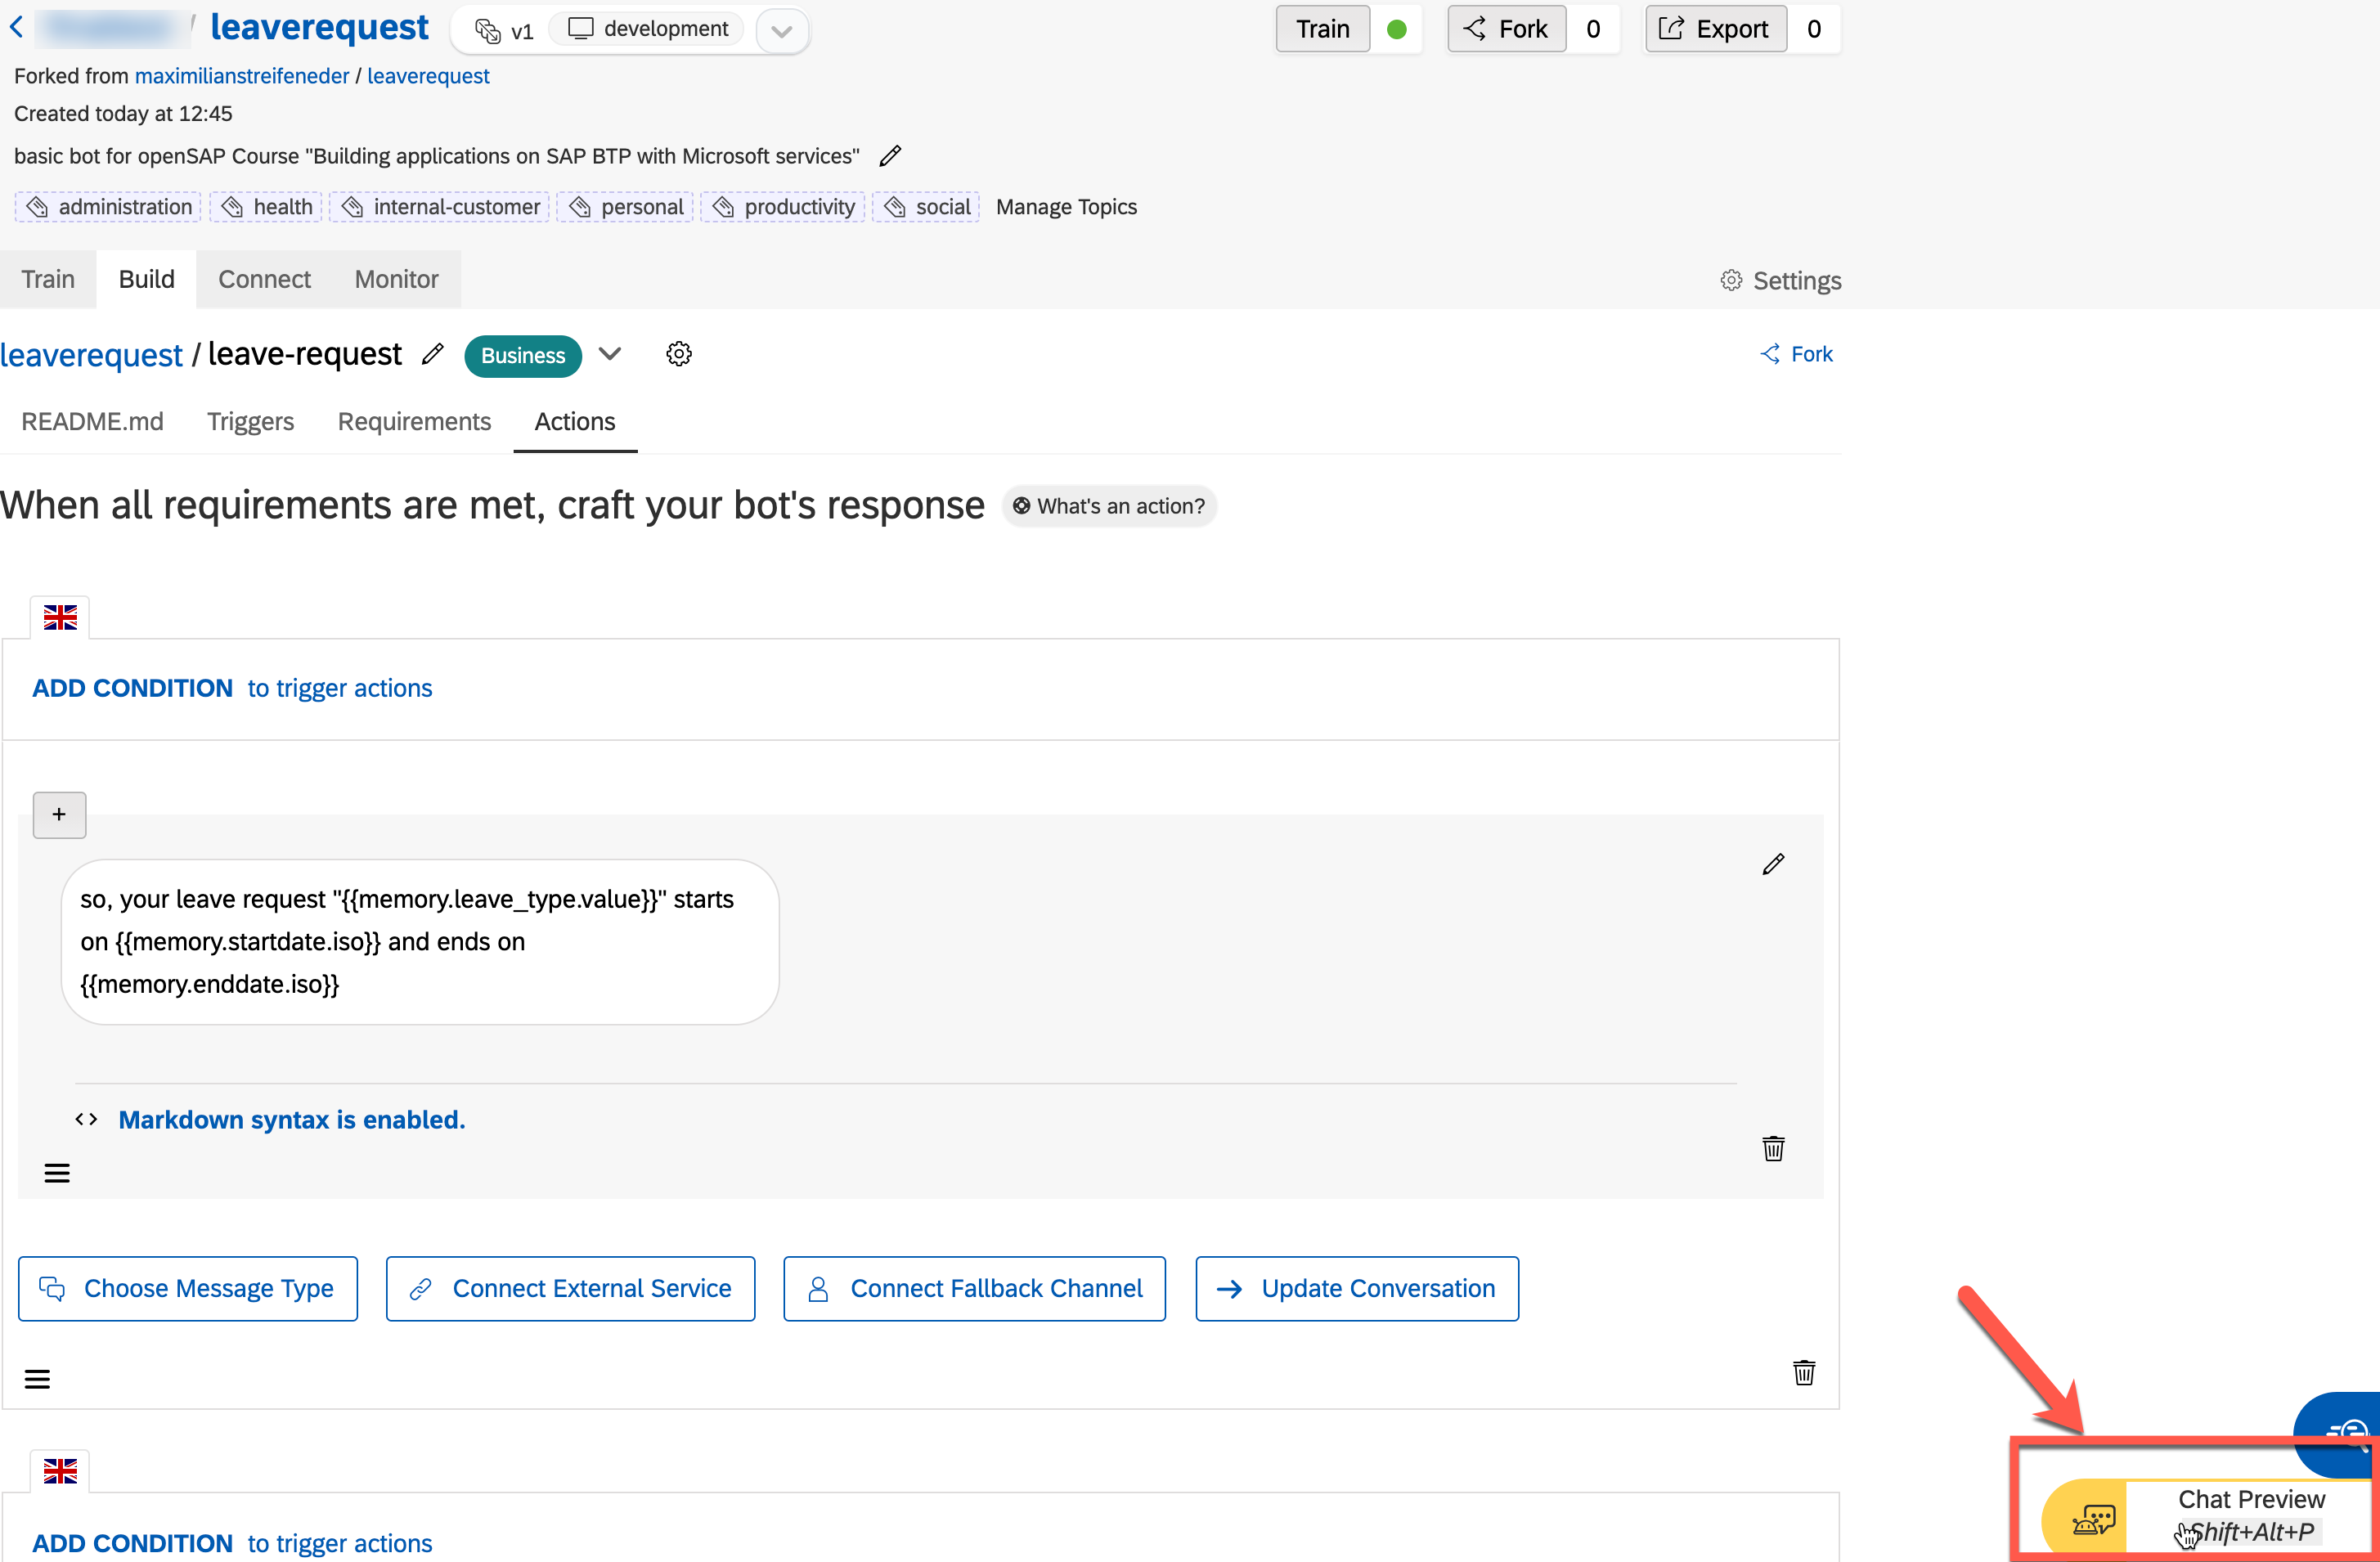 / leaverequest v1 development Train Fork 0 Export 0
Forked from maximilianstreifeneder / leaverequest
Created today at 12:45
basic bot for openSAP Course "Building applications on SAP BTP with Microsoft services"
administration health internal-customer personal productivity social Manage Topics
Train Build Connect Monitor Settings
leaverequest / leave-request Business Fork
README.md Triggers Requirements Actions
When all requirements are met, craft your bot's response What's an action?
ADD CONDITION to trigger actions
+
so, your leave request "{{memory.leave_type.value}}" starts
on {{memory.startdate.iso}} and ends on
{{memory.enddate.iso}}
<> Markdown syntax is enabled.
Choose Message Type Connect External Service Connect Fallback Channel Update Conversation
Chat Preview
Shift+Alt+P
ADD CONDITION to trigger actions